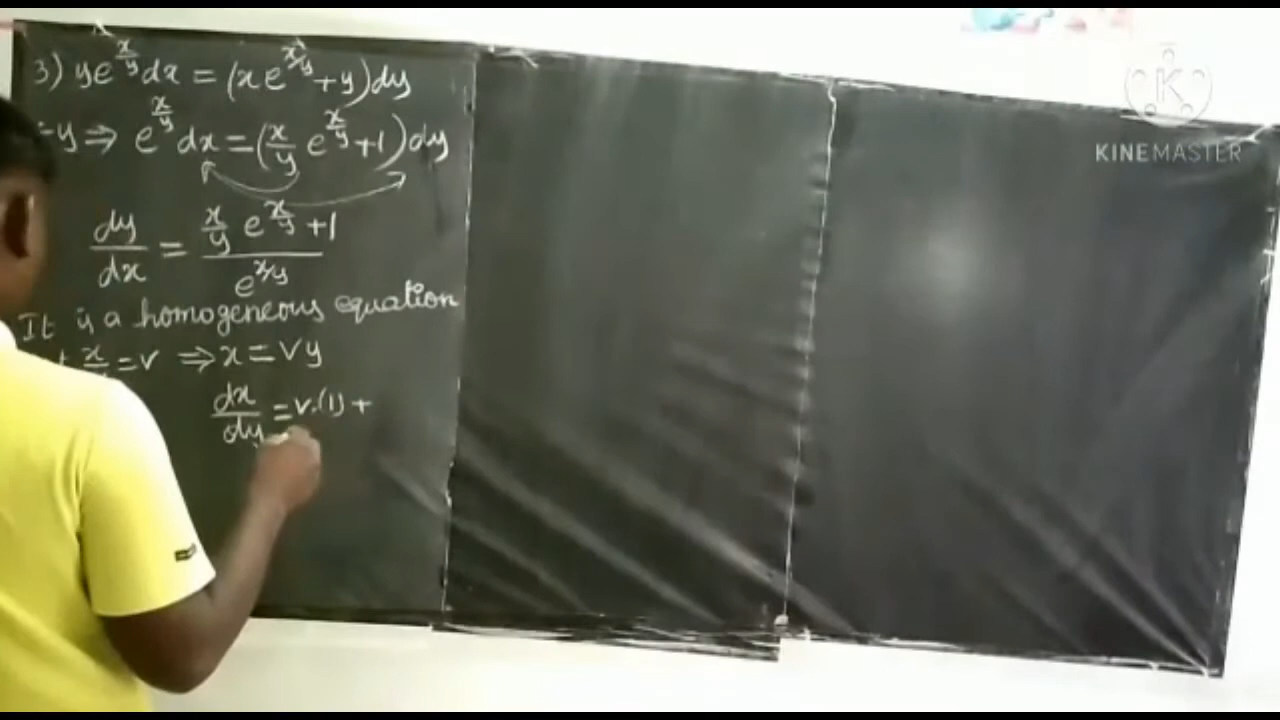 3) ye^{x/y}dx = (xe^{x/y}+y)dy
÷y ⇒ e^{x/y}dx = (x/y e^{x/y}+1)dy
dy/dx = (x/y e^{x/y}+1)/e^{x/y}
It is a homogeneous equation
x/ =v ⇒ x = vy
dx/dy = v.(1) +
K
KINEMASTER